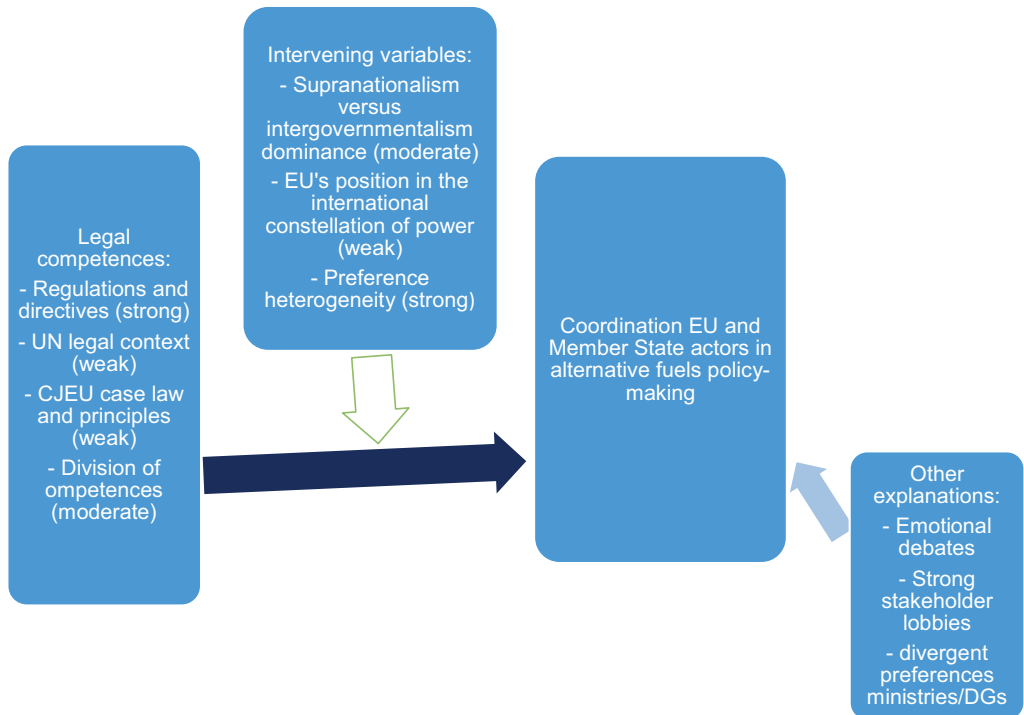 Intervening variables:
- Supranationalism
versus
intergovernmentalism
dominance (moderate)
- EU's position in the
international
constellation of power
(weak)
- Preference
heterogeneity (strong)
Legal
competences:
- Regulations and
directives (strong)
- UN legal context
(weak)
- CJEU case law
and principles
(weak)
- Division of
ompetences
(moderate)
Coordination EU and
Member State actors in
alternative fuels policy-
making
Other
explanations:
- Emotional
debates
- Strong
stakeholder
lobbies
- divergent
preferences
ministries/DGs